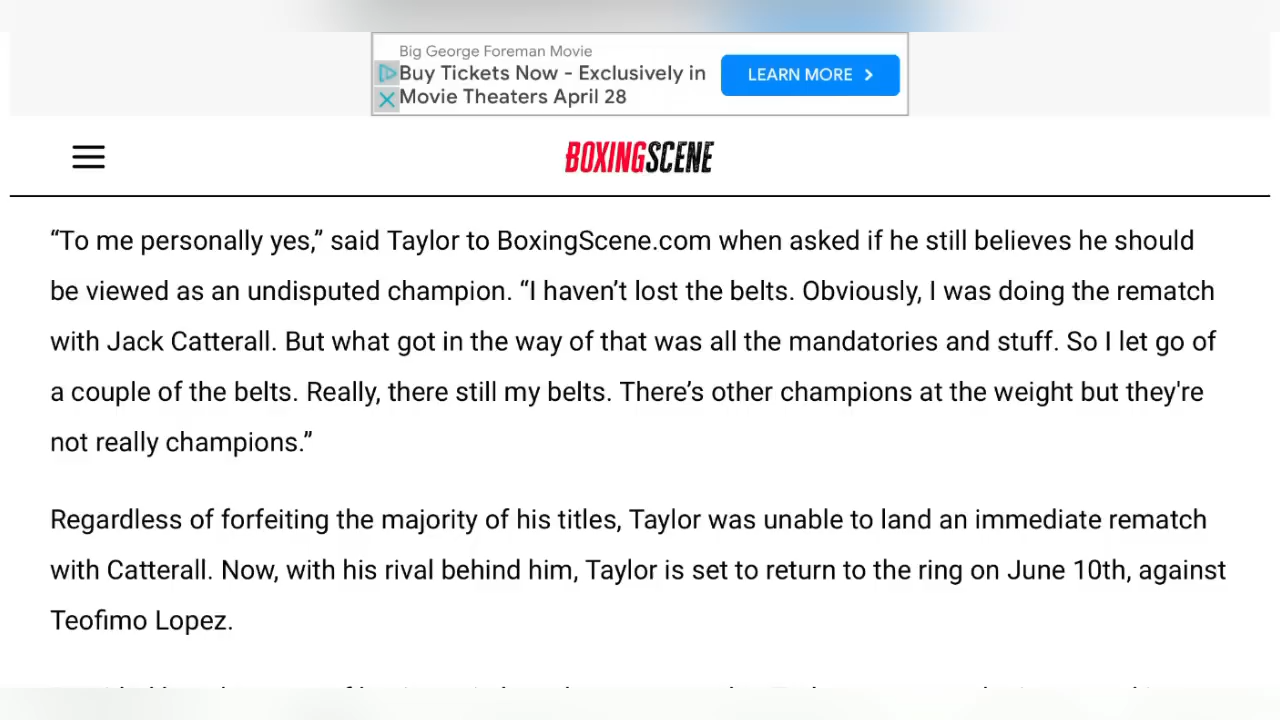 Big George Foreman Movie
Buy Tickets Now - Exclusively in
Movie Theaters April 28
LEARN MORE
BOXINGSCENE
“To me personally yes,” said Taylor to BoxingScene.com when asked if he still believes he should
be viewed as an undisputed champion. “I haven’t lost the belts. Obviously, I was doing the rematch
with Jack Catterall. But what got in the way of that was all the mandatories and stuff. So I let go of
a couple of the belts. Really, there still my belts. There’s other champions at the weight but they're
not really champions.”
Regardless of forfeiting the majority of his titles, Taylor was unable to land an immediate rematch
with Catterall. Now, with his rival behind him, Taylor is set to return to the ring on June 10th, against
Teofimo Lopez.